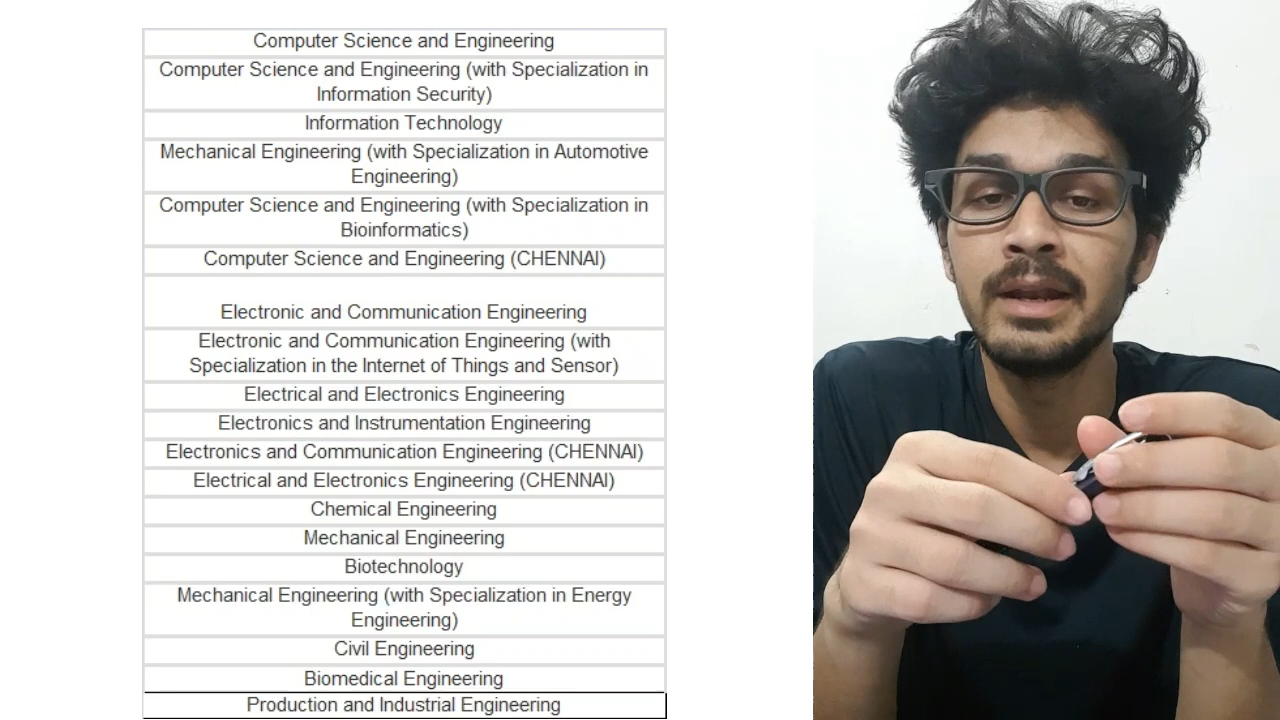 Computer Science and Engineering
Computer Science and Engineering (with Specialization in
Information Security)
Information Technology
Mechanical Engineering (with Specialization in Automotive
Engineering)
Computer Science and Engineering (with Specialization in
Bioinformatics)
Computer Science and Engineering (CHENNAI)
Electronic and Communication Engineering
Electronic and Communication Engineering (with
Specialization in the Internet of Things and Sensor)
Electrical and Electronics Engineering
Electronics and Instrumentation Engineering
Electronics and Communication Engineering (CHENNAI)
Electrical and Electronics Engineering (CHENNAI)
Chemical Engineering
Mechanical Engineering
Biotechnology
Mechanical Engineering (with Specialization in Energy
Engineering)
Civil Engineering
Biomedical Engineering
Production and Industrial Engineering